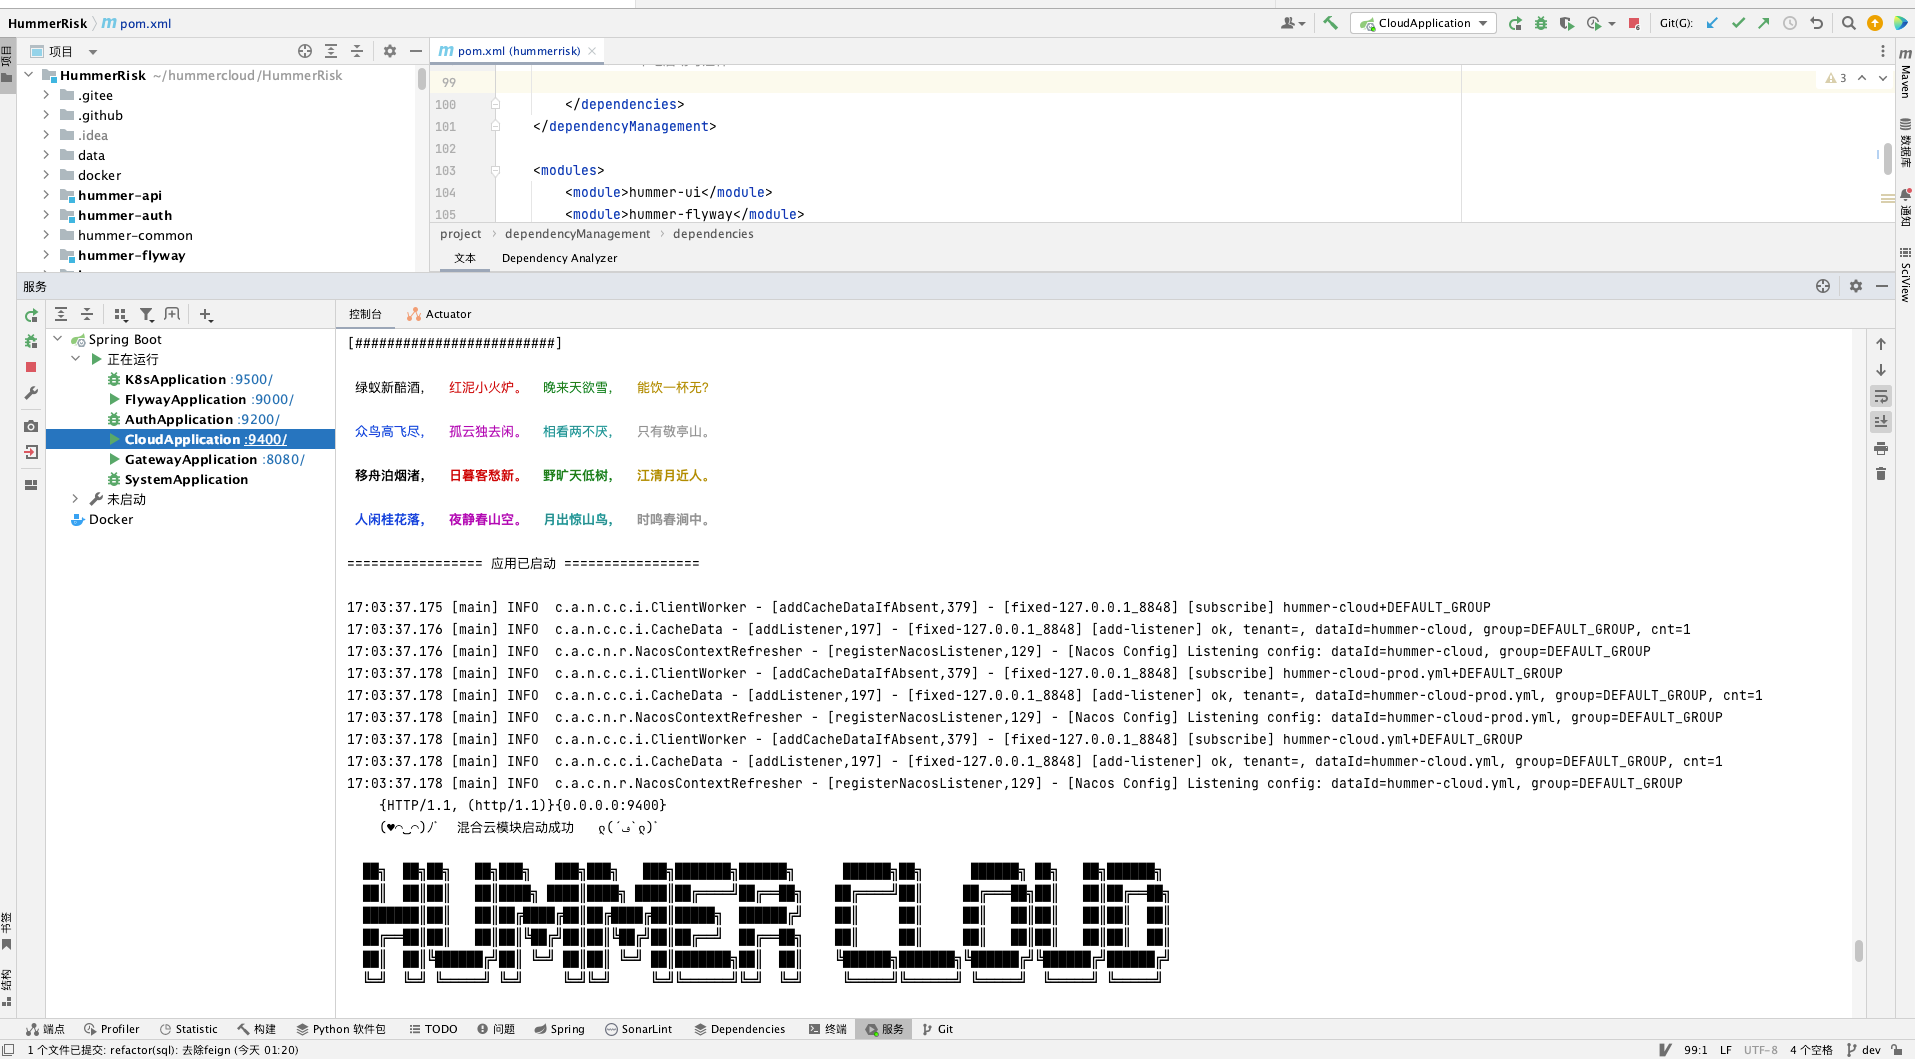 HummerRisk
pom.xml
CloudApplication
Git(G):
项目
项目
pom.xml (hummerrisk)
Maven
HummerRisk ~/hummercloud/HummerRisk
.gitee
.github
.idea
data
docker
hummer-api
hummer-auth
hummer-common
hummer-flyway
99
3
100 </dependencies>
101 </dependencyManagement>
102
103 <modules>
104 <module>hummer-ui</module>
105 <module>hummer-flyway</module>
project dependencyManagement dependencies
文本 Dependency Analyzer
数据库
通知
SciView
服务
控制台 Actuator
Spring Boot
正在运行
K8sApplication :9500/
FlywayApplication :9000/
AuthApplication :9200/
CloudApplication :9400/
GatewayApplication :8080/
SystemApplication
未启动
Docker
[#########################]
绿蚁新醅酒, 红泥小火炉。 晚来天欲雪, 能饮一杯无?
众鸟高飞尽, 孤云独去闲。 相看两不厌, 只有敬亭山。
移舟泊烟渚, 日暮客愁新。 野旷天低树, 江清月近人。
人闲桂花落, 夜静春山空。 月出惊山鸟, 时鸣春涧中。
================= 应用已启动 =================
17:03:37.175 [main] INFO  c.a.n.c.c.i.ClientWorker - [addCacheDataIfAbsent,379] - [fixed-127.0.0.1_8848] [subscribe] hummer-cloud+DEFAULT_GROUP
17:03:37.176 [main] INFO  c.a.n.c.c.i.CacheData - [addListener,197] - [fixed-127.0.0.1_8848] [add-listener] ok, tenant=, dataId=hummer-cloud, group=DEFAULT_GROUP, cnt=1
17:03:37.176 [main] INFO  c.a.c.n.r.NacosContextRefresher - [registerNacosListener,129] - [Nacos Config] Listening config: dataId=hummer-cloud, group=DEFAULT_GROUP
17:03:37.178 [main] INFO  c.a.n.c.c.i.ClientWorker - [addCacheDataIfAbsent,379] - [fixed-127.0.0.1_8848] [subscribe] hummer-cloud-prod.yml+DEFAULT_GROUP
17:03:37.178 [main] INFO  c.a.n.c.c.i.CacheData - [addListener,197] - [fixed-127.0.0.1_8848] [add-listener] ok, tenant=, dataId=hummer-cloud-prod.yml, group=DEFAULT_GROUP, cnt=1
17:03:37.178 [main] INFO  c.a.c.n.r.NacosContextRefresher - [registerNacosListener,129] - [Nacos Config] Listening config: dataId=hummer-cloud-prod.yml, group=DEFAULT_GROUP
17:03:37.178 [main] INFO  c.a.n.c.c.i.ClientWorker - [addCacheDataIfAbsent,379] - [fixed-127.0.0.1_8848] [subscribe] hummer-cloud.yml+DEFAULT_GROUP
17:03:37.178 [main] INFO  c.a.n.c.c.i.CacheData - [addListener,197] - [fixed-127.0.0.1_8848] [add-listener] ok, tenant=, dataId=hummer-cloud.yml, group=DEFAULT_GROUP, cnt=1
17:03:37.178 [main] INFO  c.a.c.n.r.NacosContextRefresher - [registerNacosListener,129] - [Nacos Config] Listening config: dataId=hummer-cloud.yml, group=DEFAULT_GROUP
{HTTP/1.1, (http/1.1)}{0.0.0.0:9400}
(♥◠‿◠)ﾉﾞ 混合云模块启动成功 ლ(´ڡ`ლ)ﾞ
HUMMER CLOUD
书签
结构
端点 Profiler Statistic 构建 Python 软件包 TODO 问题 Spring SonarLint Dependencies 终端 服务 Git
1 个文件已提交: refactor(sql): 去除feign (今天 01:20)
99:1 LF UTF-8 4 个空格 dev